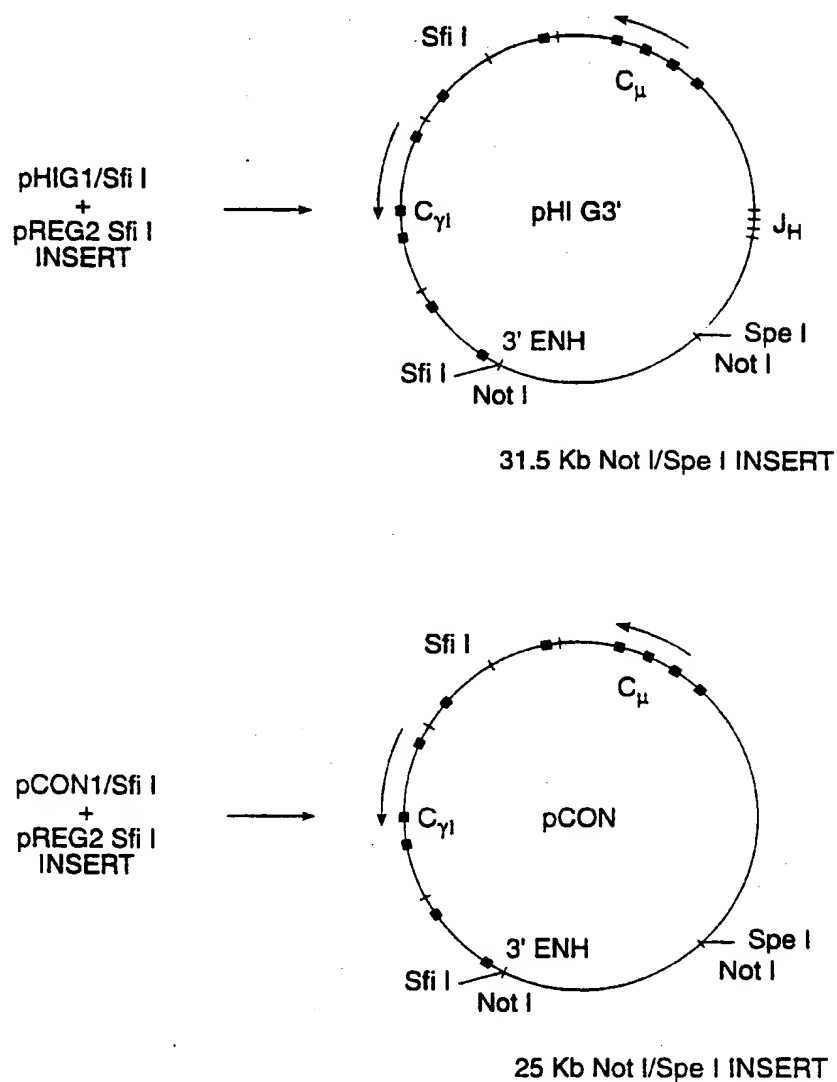 Sfi I
Cμ
pHIG1/Sfi I
+
pREG2 Sfi I
INSERT
Cγl
pHI G3'
JH
3' ENH
Spe I
Sfi I
Not I
Not I
31.5 Kb Not I/Spe I INSERT
Sfi I
Cμ
pCON1/Sfi I
+
pREG2 Sfi I
INSERT
Cγl
pCON
3' ENH
Spe I
Sfi I
Not I
Not I
25 Kb Not I/Spe I INSERT